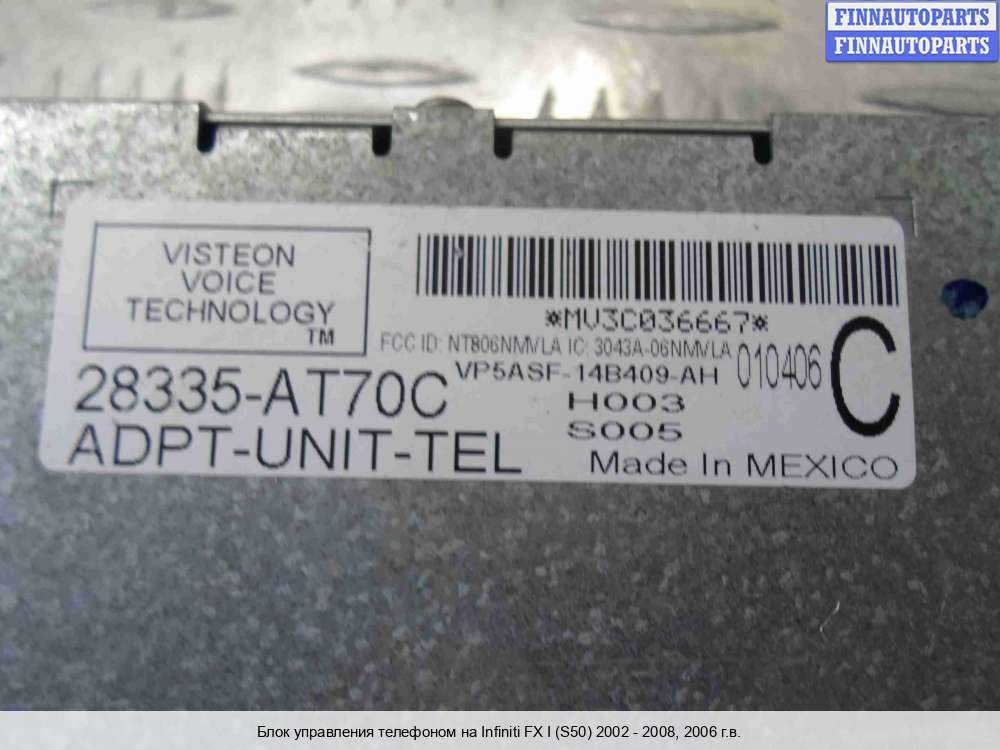 FINNAUTOPARTS
FINNAUTOPARTS
VISTEON
VOICE
TECHNOLOGY
TM
*MV3C036667*
FCC ID: NT806NMVLA IC: 3043A-06NMVLA
28335-AT70C
VP5ASF-14B409-AH
010406
C
H003
ADPT-UNIT-TEL
S005
Made In MEXICO
Блок управления телефоном на Infiniti FX I (S50) 2002 - 2008, 2006 г.в.